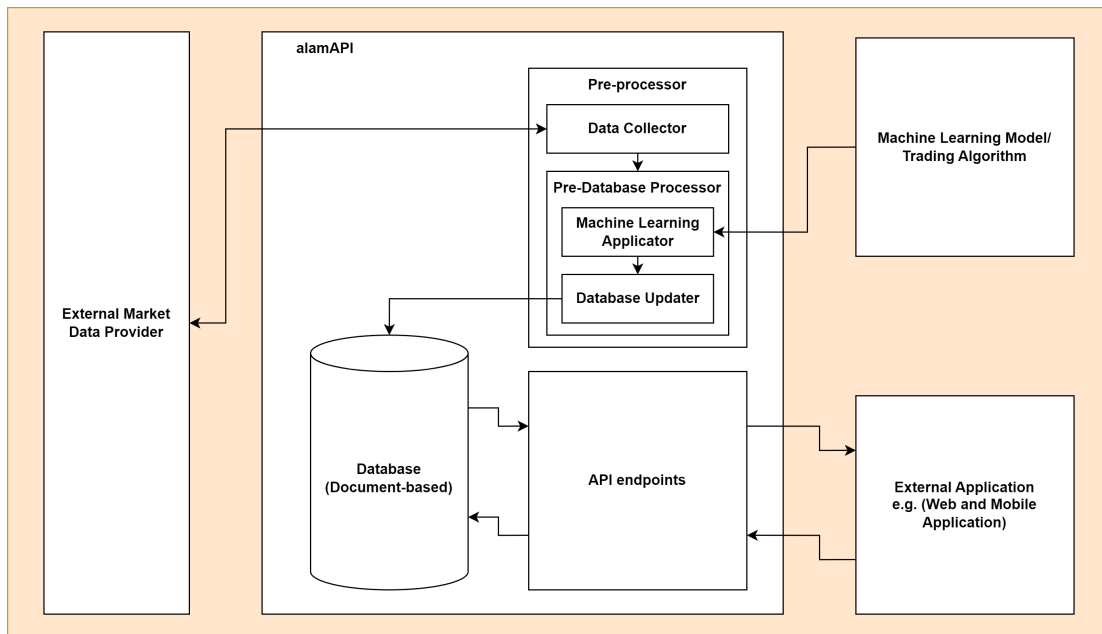 alamAPI
Pre-processor
Data Collector
Pre-Database Processor
Machine Learning
Applicator
Database Updater
Machine Learning Model/
Trading Algorithm
External Market
Data Provider
Database
(Document-based)
API endpoints
External Application
e.g. (Web and Mobile
Application)